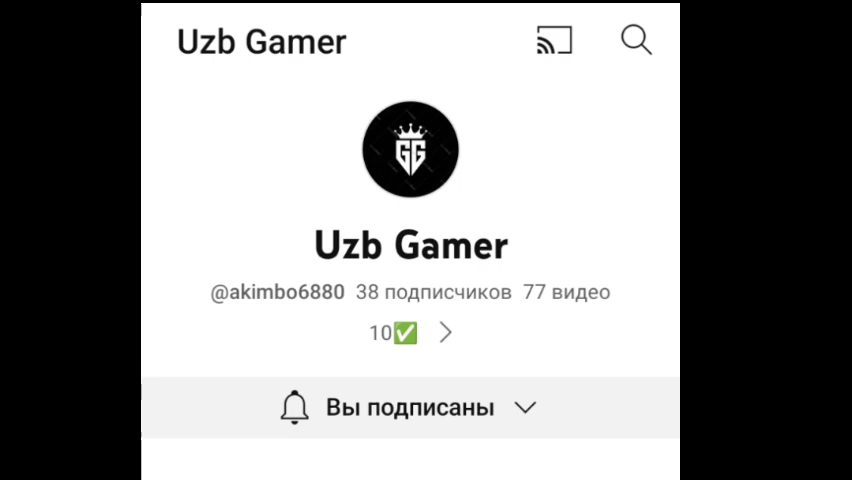 Uzb Gamer
GG
Uzb Gamer
@akimbo6880 38 подписчиков 77 видео
10✅
Вы подписаны